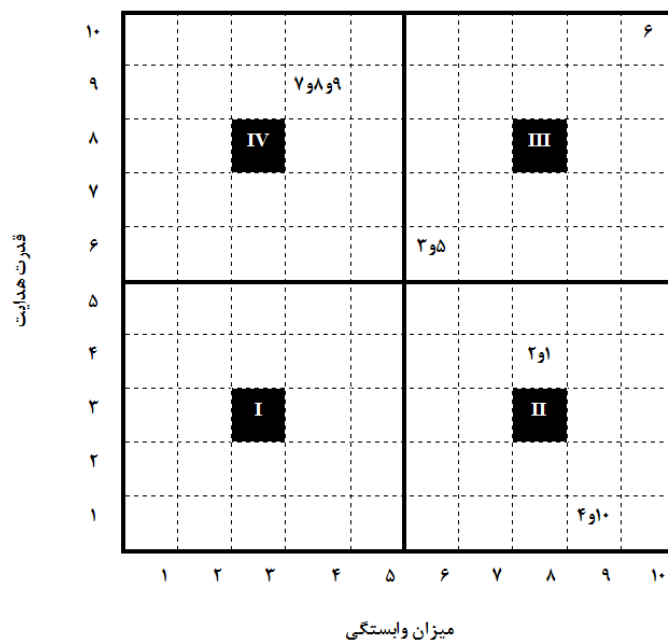 ۱۰ ۶
۹ ۷و۸و۹
۸ IV III
۷
۶ ۳و۵
۵
۴ ۲و۱
۳ I II
۲
۱ ۴و۱۰
قدرت هدایت
۱ ۲ ۳ ۴ ۵ ۶ ۷ ۸ ۹ ۱۰
میزان وابستگی